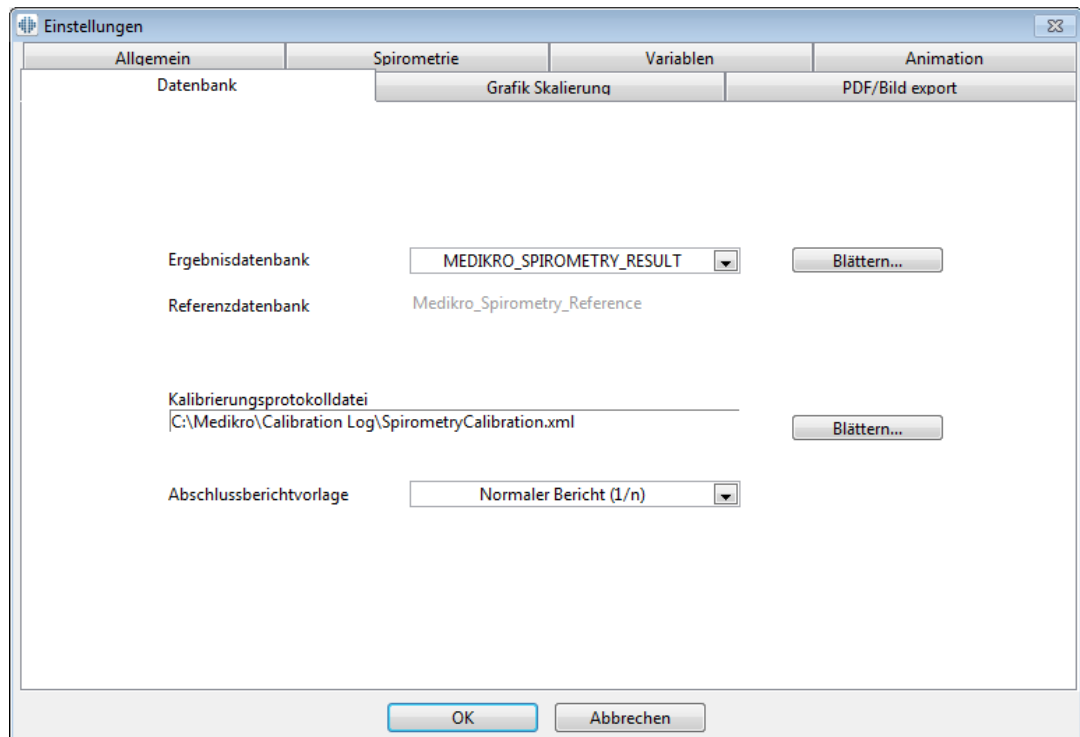 Einstellungen
Allgemein Spirometrie Variablen Animation
Datenbank Grafik Skalierung PDF/Bild export
Ergebnisdatenbank MEDIKRO_SPIROMETRY_RESULT Blättern...
Referenzdatenbank Medikro_Spirometry_Reference
Kalibrierungsprotokolldatei
C:\Medikro\Calibration Log\SpirometryCalibration.xml Blättern...
Abschlussberichtvorlage Normaler Bericht (1/n)
OK Abbrechen